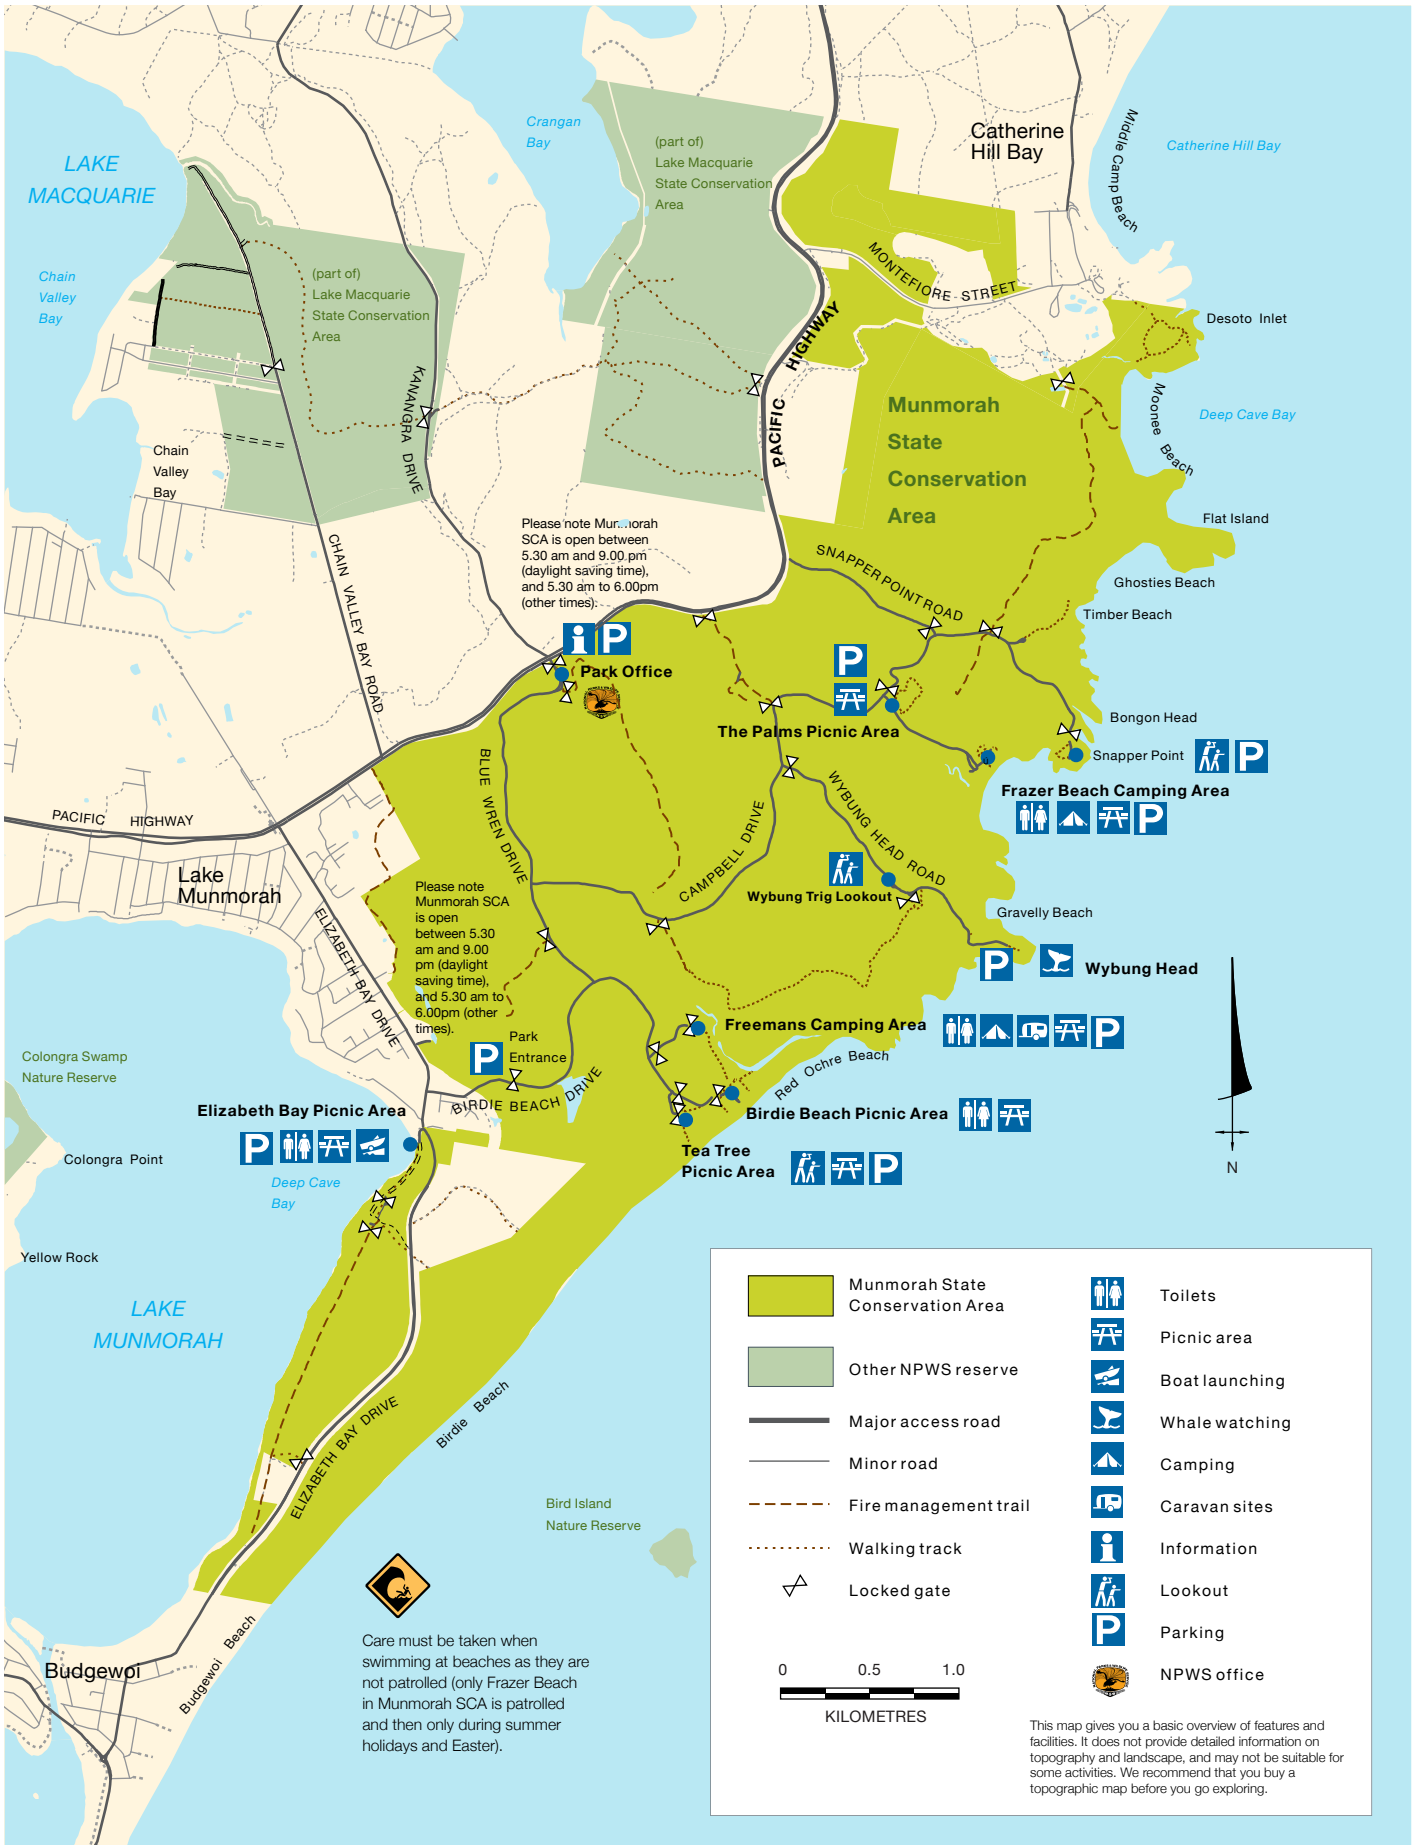 Crangan
Bay
(part of)
Lake Macquarie
State Conservation
Area
Catherine
Hill Bay
Middle Camp Beach
Catherine Hill Bay
LAKE
MACQUARIE
Chain
Valley
Bay
(part of)
Lake Macquarie
State Conservation
Area
MONTEFIORE STREET
PACIFIC HIGHWAY
Desoto Inlet
KANANGRA DRIVE
Munmorah
State
Conservation
Area
Moonee Beach
Deep Cave Bay
Chain
Valley
Bay
Flat Island
Please note Munmorah
SCA is open between
5.30 am and 9.00 pm
(daylight saving time),
and 5.30 am to 6.00pm
(other times).
CHAIN VALLEY BAY ROAD
SNAPPER POINT ROAD
Ghosties Beach
Timber Beach
i P
Park Office
P
The Palms Picnic Area
Bongon Head
Snapper Point
P
Frazer Beach Camping Area
P
BLUE WREN DRIVE
CAMPBELL DRIVE
WYBUNG HEAD ROAD
PACIFIC HIGHWAY
Lake
Munmorah
Please note
Munmorah SCA
is open
between 5.30
am and 9.00
pm (daylight
saving time),
and 5.30 am to
6.00pm (other
times).
Wybung Trig Lookout
Gravelly Beach
P
Wybung Head
ELIZABETH BAY DRIVE
Freemans Camping Area
P
Park
Entrance
P
Red Ochre Beach
BIRDIE BEACH DRIVE
Colongra Swamp
Nature Reserve
Elizabeth Bay Picnic Area
P
Birdie Beach Picnic Area
Tea Tree
Picnic Area
P
Colongra Point
Deep Cave
Bay
N
Yellow Rock
LAKE
MUNMORAH
ELIZABETH BAY DRIVE
Birdie Beach
Bird Island
Nature Reserve
Budgewoi Beach
Budgewoi
Care must be taken when
swimming at beaches as they are
not patrolled (only Frazer Beach
in Munmorah SCA is patrolled
and then only during summer
holidays and Easter).
Munmorah State
Conservation Area
Other NPWS reserve
Major access road
Minor road
Fire management trail
Walking track
Locked gate
0 0.5 1.0
KILOMETRES
Toilets
Picnic area
Boat launching
Whale watching
Camping
Caravan sites
i Information
Lookout
P Parking
NPWS office
This map gives you a basic overview of features and
facilities. It does not provide detailed information on
topography and landscape, and may not be suitable for
some activities. We recommend that you buy a
topographic map before you go exploring.